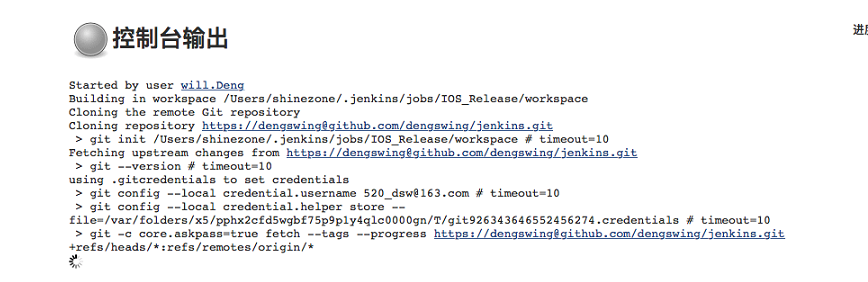 进度
控制台输出
Started by user will.Deng
Building in workspace /Users/shinezone/.jenkins/jobs/IOS_Release/workspace
Cloning the remote Git repository
Cloning repository https://dengswing@github.com/dengswing/jenkins.git
 > git init /Users/shinezone/.jenkins/jobs/IOS_Release/workspace # timeout=10
Fetching upstream changes from https://dengswing@github.com/dengswing/jenkins.git
 > git --version # timeout=10
using .gitcredentials to set credentials
 > git config --local credential.username 520_dsw@163.com # timeout=10
 > git config --local credential.helper store --
file=/var/folders/x5/pphx2cfd5wgbf75p9p1y4qlc0000gn/T/git926343646552456274.credentials # timeout=10
 > git -c core.askpass=true fetch --tags --progress https://dengswing@github.com/dengswing/jenkins.git
+refs/heads/*:refs/remotes/origin/*